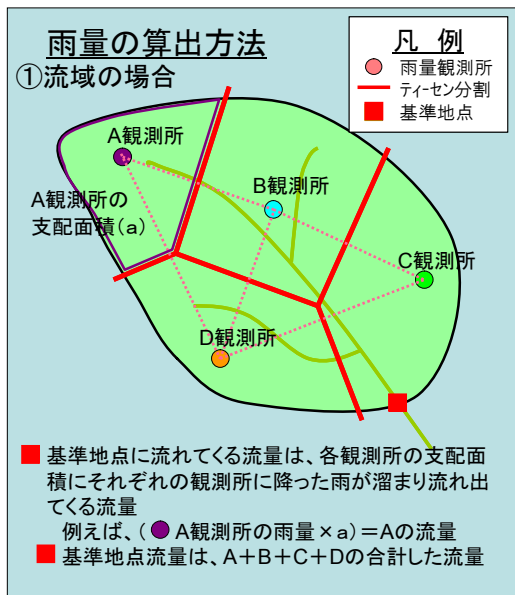 雨量の算出方法
①流域の場合
凡 例
雨量観測所
ティーセン分割
基準地点
A観測所
B観測所
A観測所の
支配面積(a)
C観測所
D観測所
基準地点に流れてくる流量は、各観測所の支配面
積にそれぞれの観測所に降った雨が溜まり流れ出
てくる流量
例えば、(●A観測所の雨量×a)=Aの流量
基準地点流量は、A+B+C+Dの合計した流量